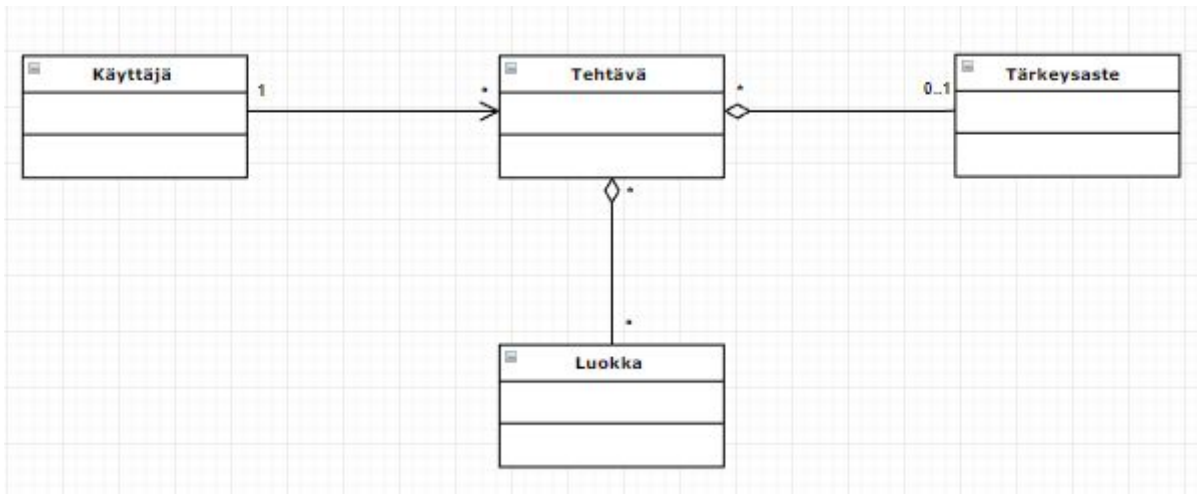 Käyttäjä
1
*
Tehtävä
*
0..1
Tärkeysaste
*
*
Luokka